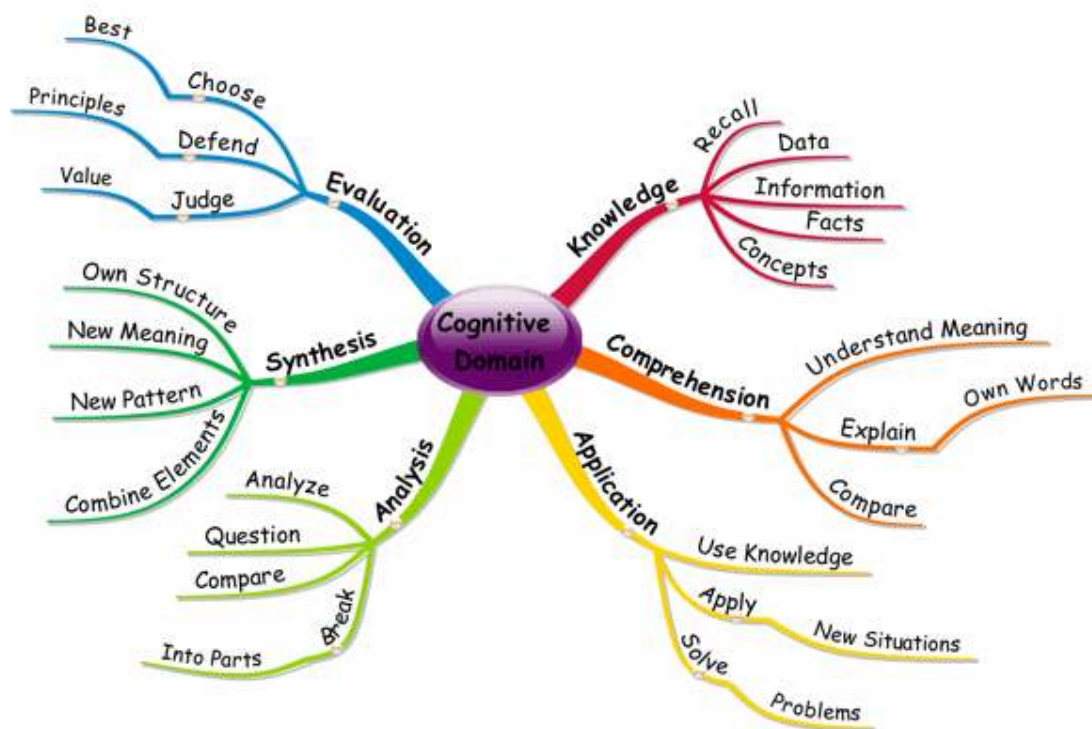 Cognitive
Domain
Knowledge
Recall
Data
Information
Facts
Concepts
Comprehension
Understand Meaning
Explain
Own Words
Compare
Application
Use Knowledge
Apply
New Situations
Solve
Problems
Analysis
Analyze
Question
Compare
Break
Into Parts
Synthesis
Own Structure
New Meaning
New Pattern
Combine Elements
Evaluation
Choose
Best
Defend
Principles
Judge
Value